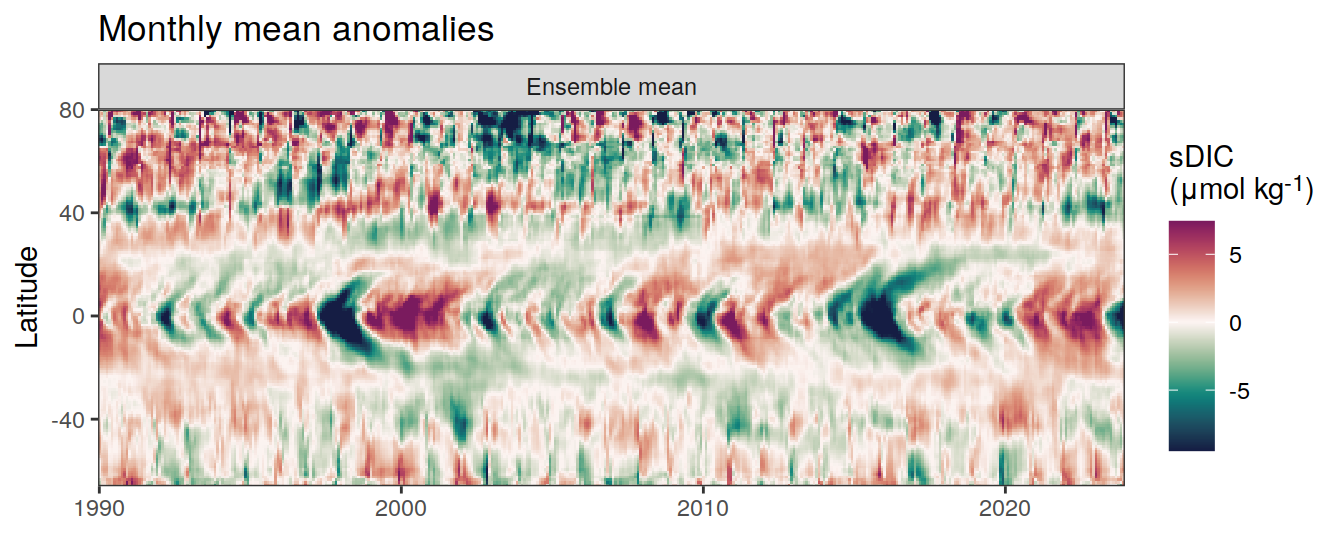 Monthly mean anomalies
Ensemble mean
80
40
0
-40
Latitude
1990
2000
2010
2020
sDIC
(μmol kg⁻¹)
5
0
-5